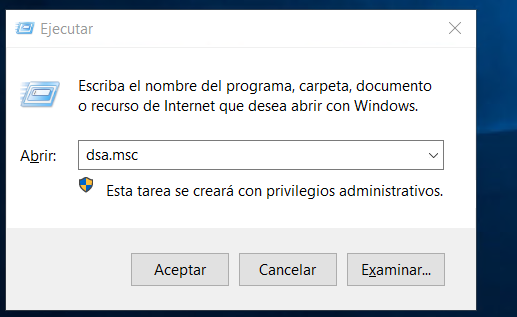 Ejecutar
Escriba el nombre del programa, carpeta, documento
o recurso de Internet que desea abrir con Windows.
Abrir: dsa.msc
Esta tarea se creará con privilegios administrativos.
Aceptar Cancelar Examinar...